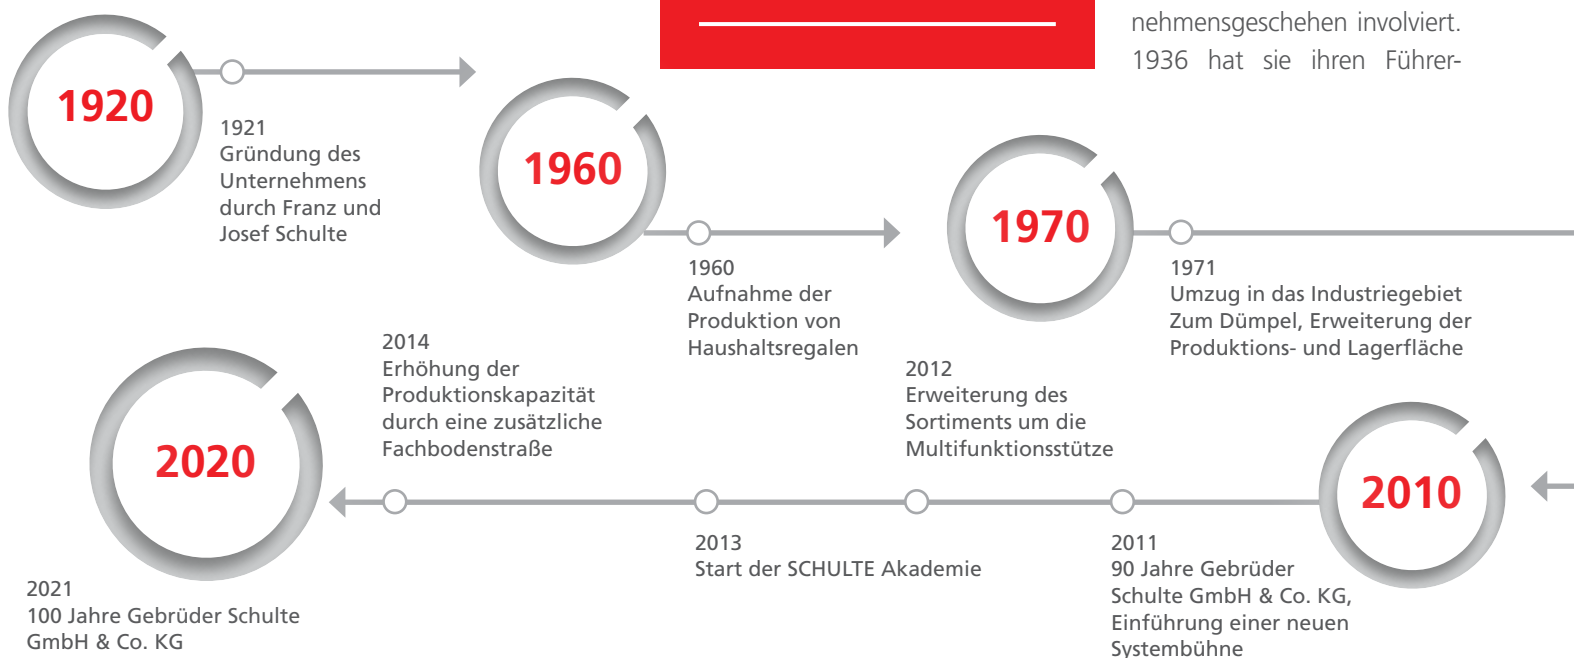 nehmensgeschehen involviert.
1936 hat sie ihren Führer-
1920
1921
Gründung des
Unternehmens
durch Franz und
Josef Schulte
1960
1960
Aufnahme der
Produktion von
Haushaltsregalen
1970
1971
Umzug in das Industriegebiet
Zum Dümpel, Erweiterung der
Produktions- und Lagerfläche
2010
2011
90 Jahre Gebrüder
Schulte GmbH & Co. KG,
Einführung einer neuen
Systembühne
2012
Erweiterung des
Sortiments um die
Multifunktionsstütze
2013
Start der SCHULTE Akademie
2014
Erhöhung der
Produktionskapazität
durch eine zusätzliche
Fachbodenstraße
2020
2021
100 Jahre Gebrüder Schulte
GmbH & Co. KG